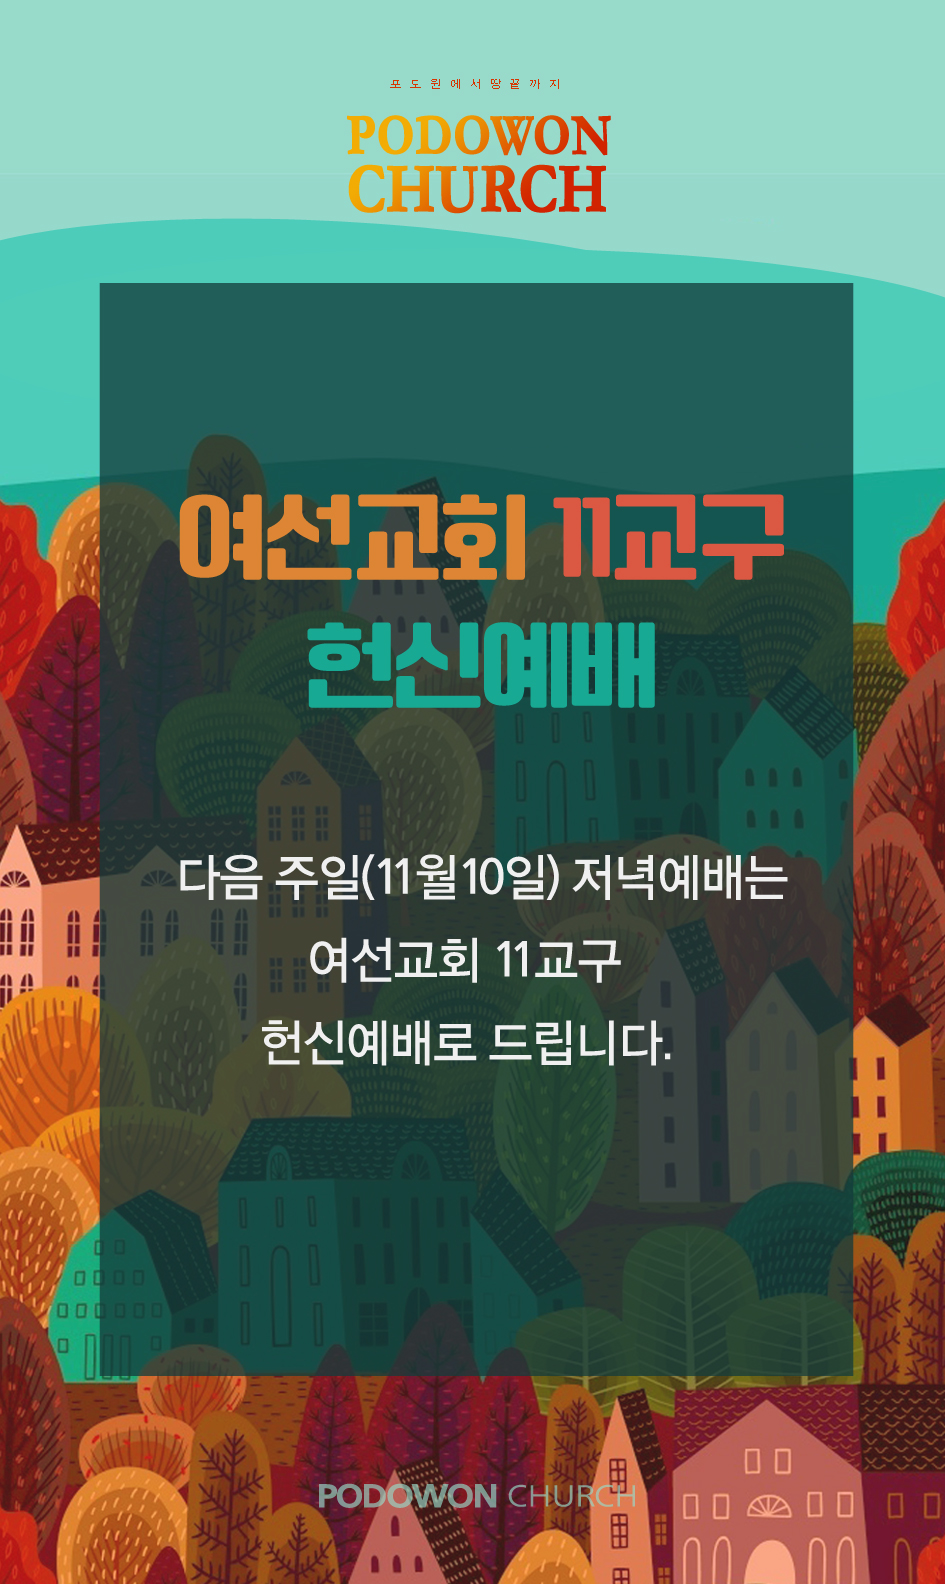 포도원에서땅끝까지
PODOWON
CHURCH
여선교회 11교구
헌신예배
다음 주일(11월10일) 저녁예배는
여선교회 11교구
헌신예배로 드립니다.
PODOWON CHURCH